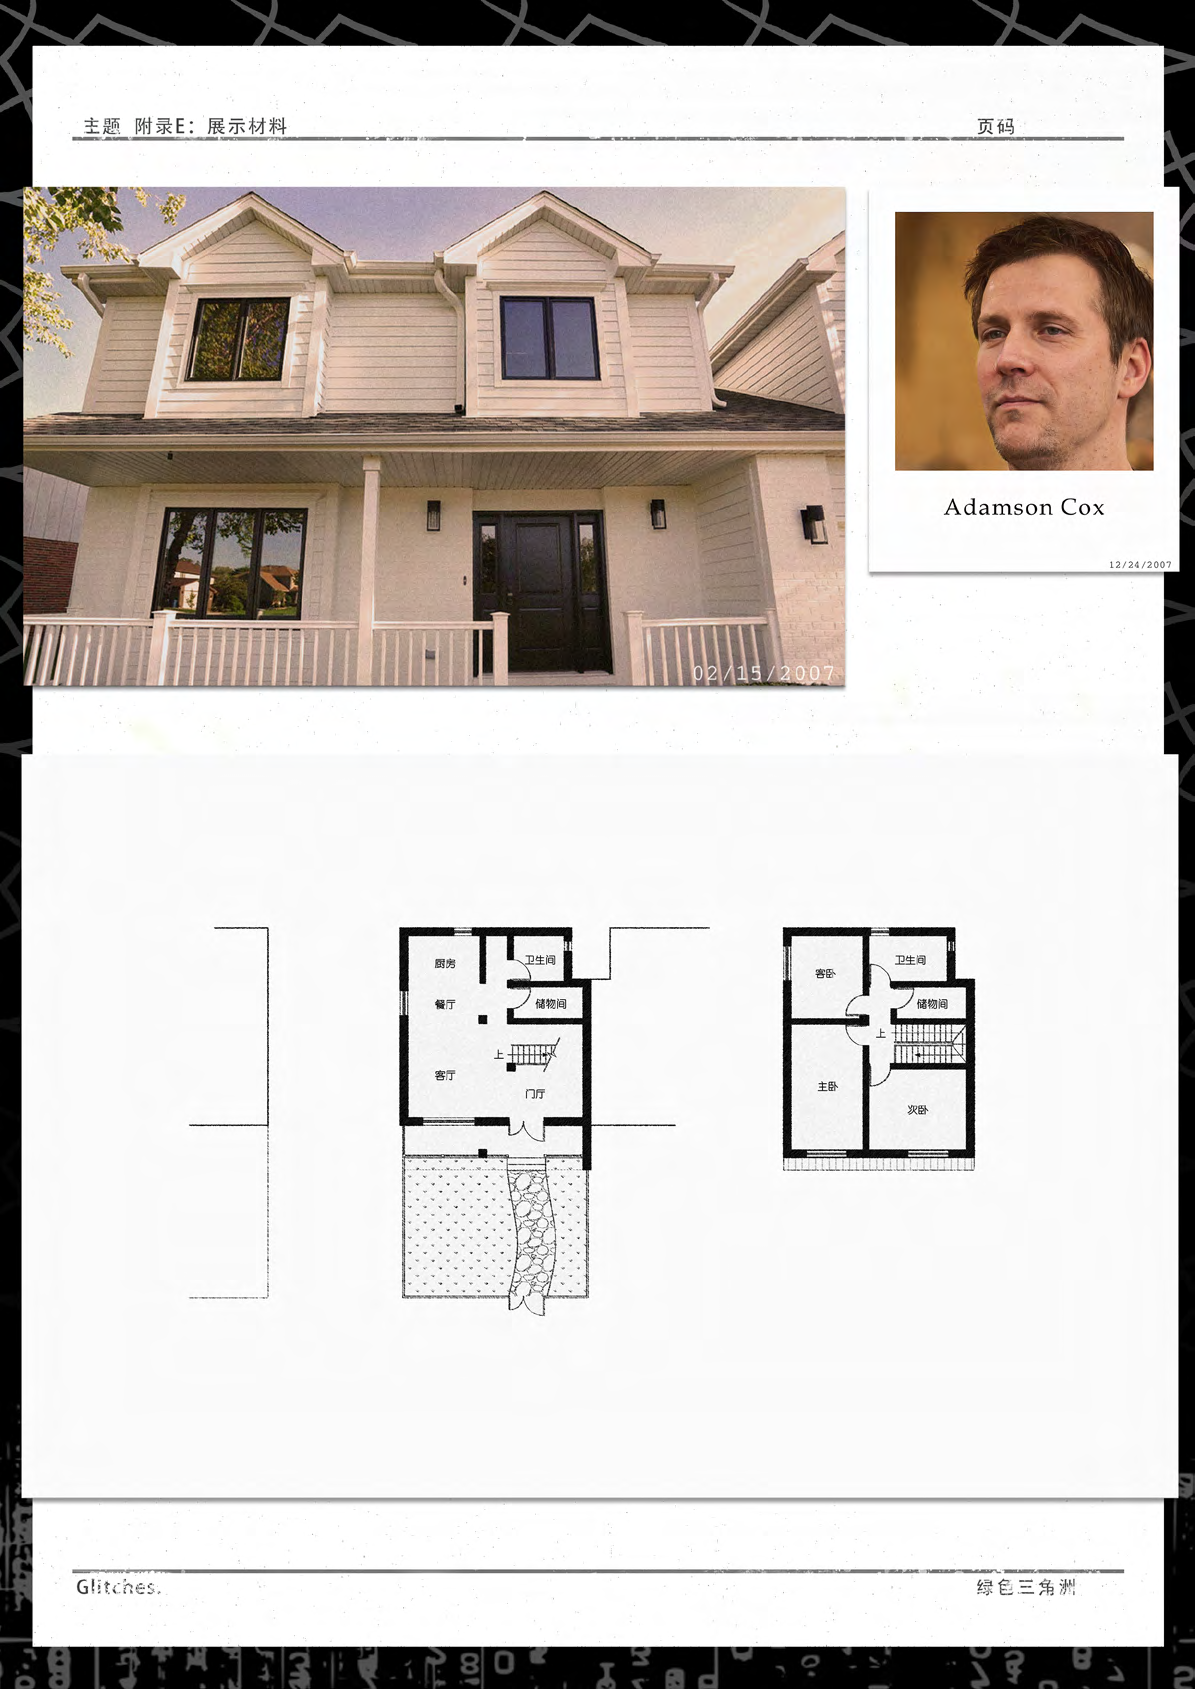 主题 附录E：展示材料
页码
02/15/2007
Adamson Cox
12/24/2007
厨房
卫生间
餐厅
储物间
上
客厅
门厅
客卧
卫生间
储物间
上
主卧
次卧
Glitches.
绿色三角洲